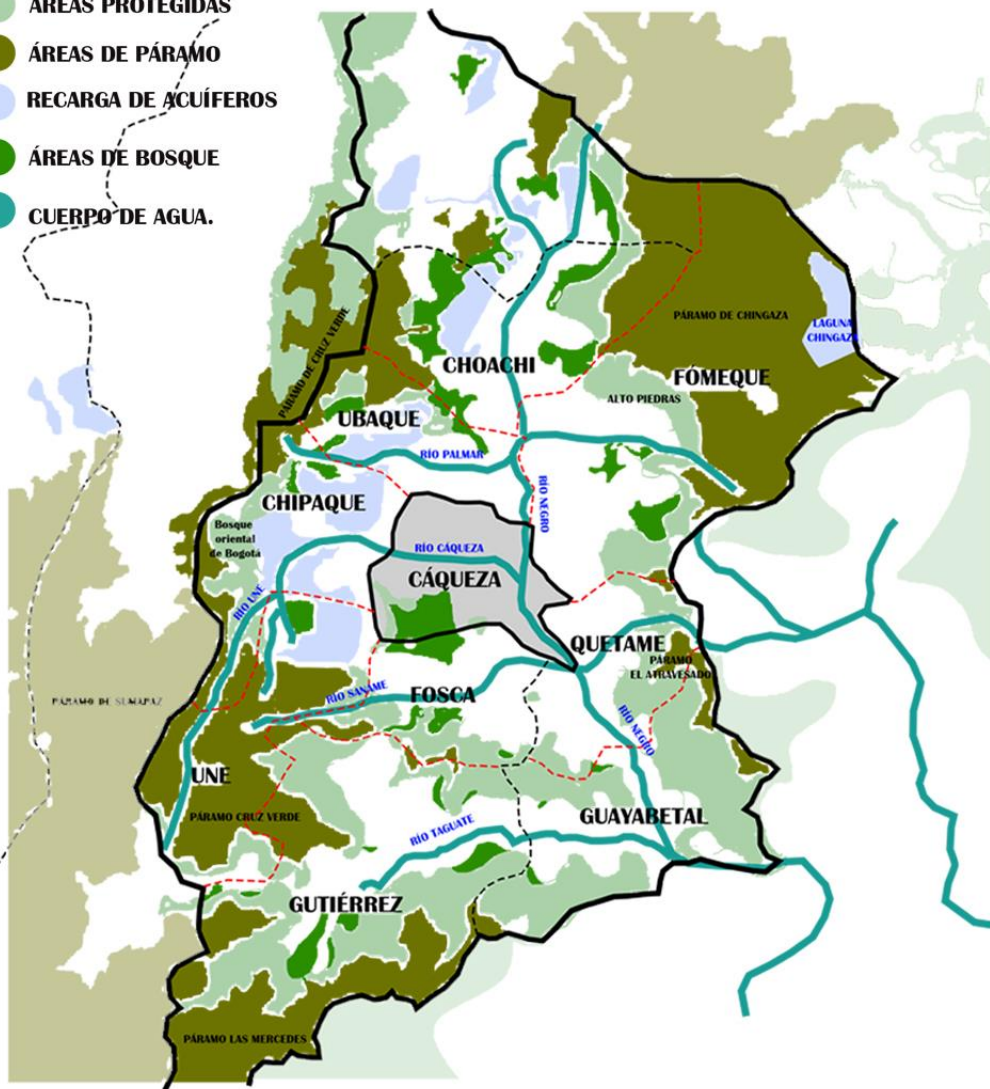 ÁREAS PROTEGIDAS
ÁREAS DE PÁRAMO
RECARGA DE ACUÍFEROS
ÁREAS DE BOSQUE
CUERPO DE AGUA.
PÁRAMO DE CHINGAZA
LAGUNA
CHINGAZA
PÁRAMO DE CRUZ VERDE
CHOACHI
FÓMEQUE
ALTO PIEDRAS
UBAQUE
RÍO PALMAR
CHIPAQUE
RÍO NEGRO
Bosque
oriental
de Bogotá
RÍO CÁQUEZA
CÁQUEZA
RÍO UNE
QUETAME
PÁRAMO
EL ATRAVESADO
PÁRAMO DE SUMAPAZ
RÍO SÁNAME
FOSCA
RÍO NEGRO
UNE
PÁRAMO CRUZ VERDE
GUAYABETAL
RÍO TAGUATE
GUTIÉRREZ
PÁRAMO LAS MERCEDES